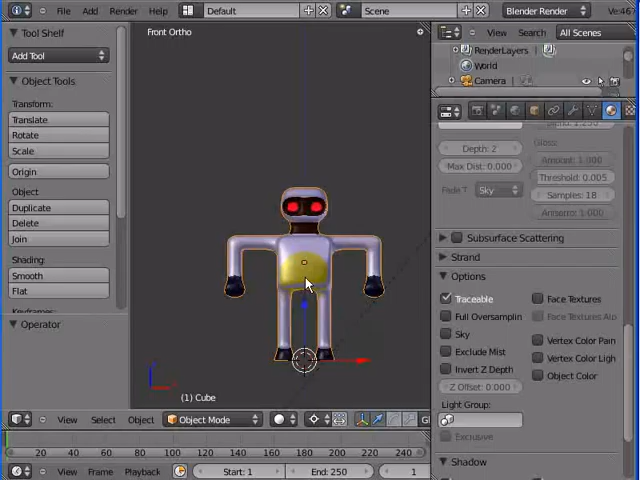 File Add Render Help Default Scene Blender Render Ve:467
Tool Shelf
Add Tool
Object Tools
Transform:
Translate
Rotate
Scale
Origin
Object:
Duplicate
Delete
Join
Shading:
Smooth
Flat
Keyframes:
Operator
Front Ortho
(1) Cube
View Search All Scenes
RenderLayers
World
Camera
Depth: 2
Max Dist: 0.000
Fade T Sky
Gloss:
Amount: 1.000
Threshold: 0.005
Samples: 18
Anisotro: 1.000
Subsurface Scattering
Strand
Options
Traceable
Full Oversamplin
Sky
Exclude Mist
Invert Z Depth
Z Offset: 0.000
Light Group:
Exclusive
Face Textures
Face Textures Alp
Vertex Color Pain
Vertex Color Ligh
Object Color
Shadow
View Select Object Object Mode Gl
20 40 60 80 100 120 140 160 180 200 220 240
View Frame Playback Start: 1 End: 250 1